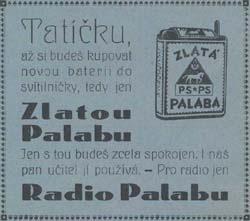 Tatíčku,
až si budeš kupovat
novou baterii do
svítilničky, tedy jen
Zlatou
Palabu
Jen s tou budeš zcela spokojen. I náš
pan učitel jí používá. – Pro radio jen
Radio Palabu
ZLATÁ
PS PS
PALABA